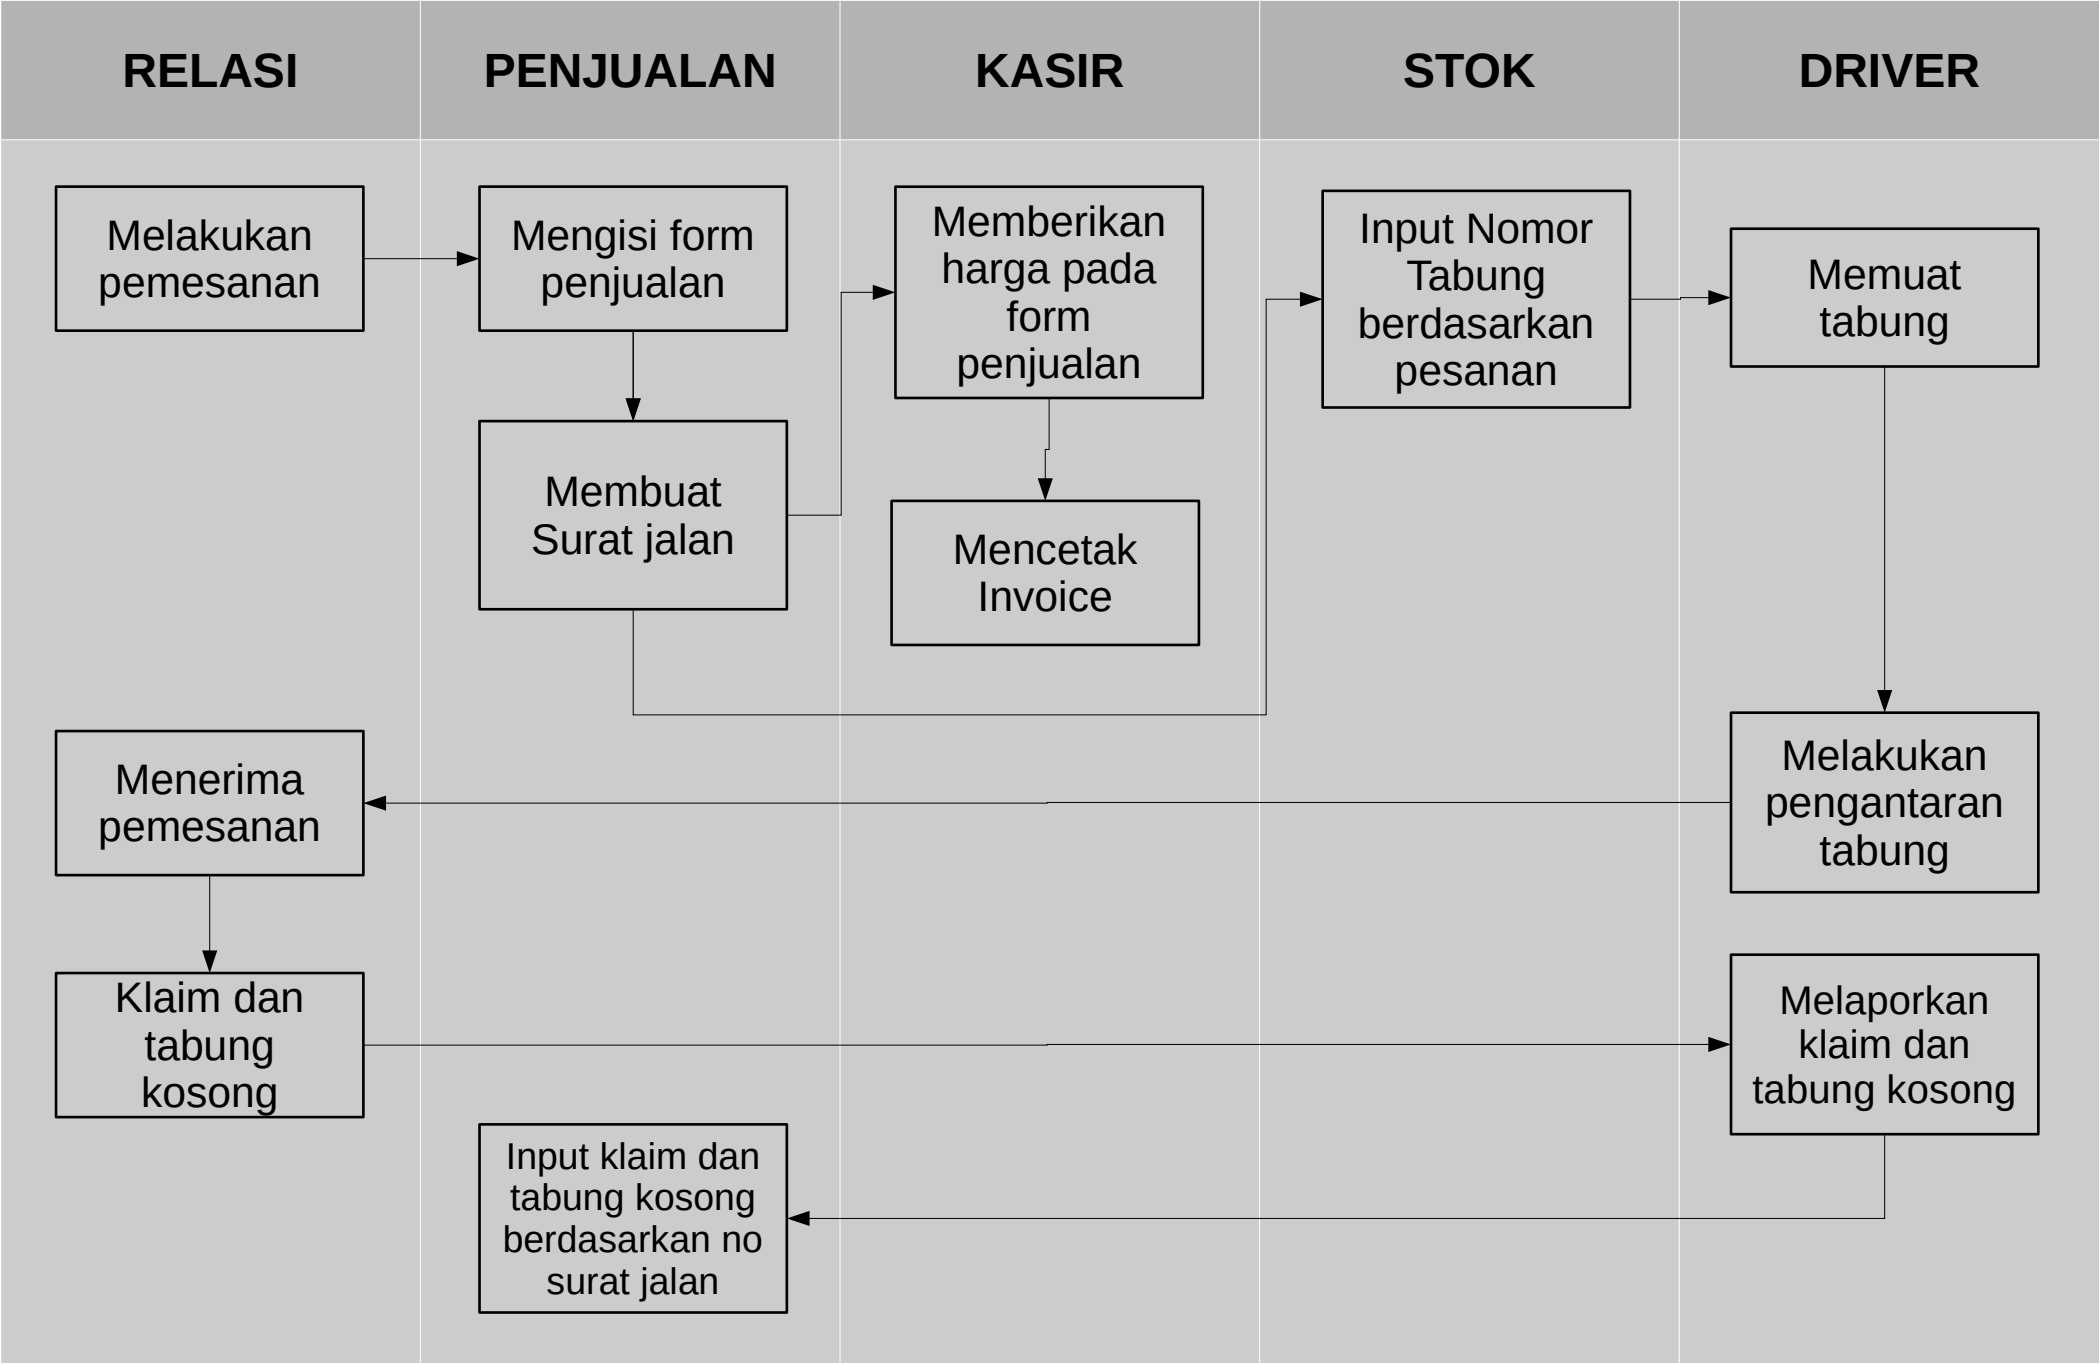 RELASI
PENJUALAN
KASIR
STOK
DRIVER
Melakukan
pemesanan
Mengisi form
penjualan
Memberikan
harga pada
form
penjualan
Input Nomor
Tabung
berdasarkan
pesanan
Memuat
tabung
Membuat
Surat jalan
Mencetak
Invoice
Menerima
pemesanan
Melakukan
pengantaran
tabung
Klaim dan
tabung
kosong
Melaporkan
klaim dan
tabung kosong
Input klaim dan
tabung kosong
berdasarkan no
surat jalan